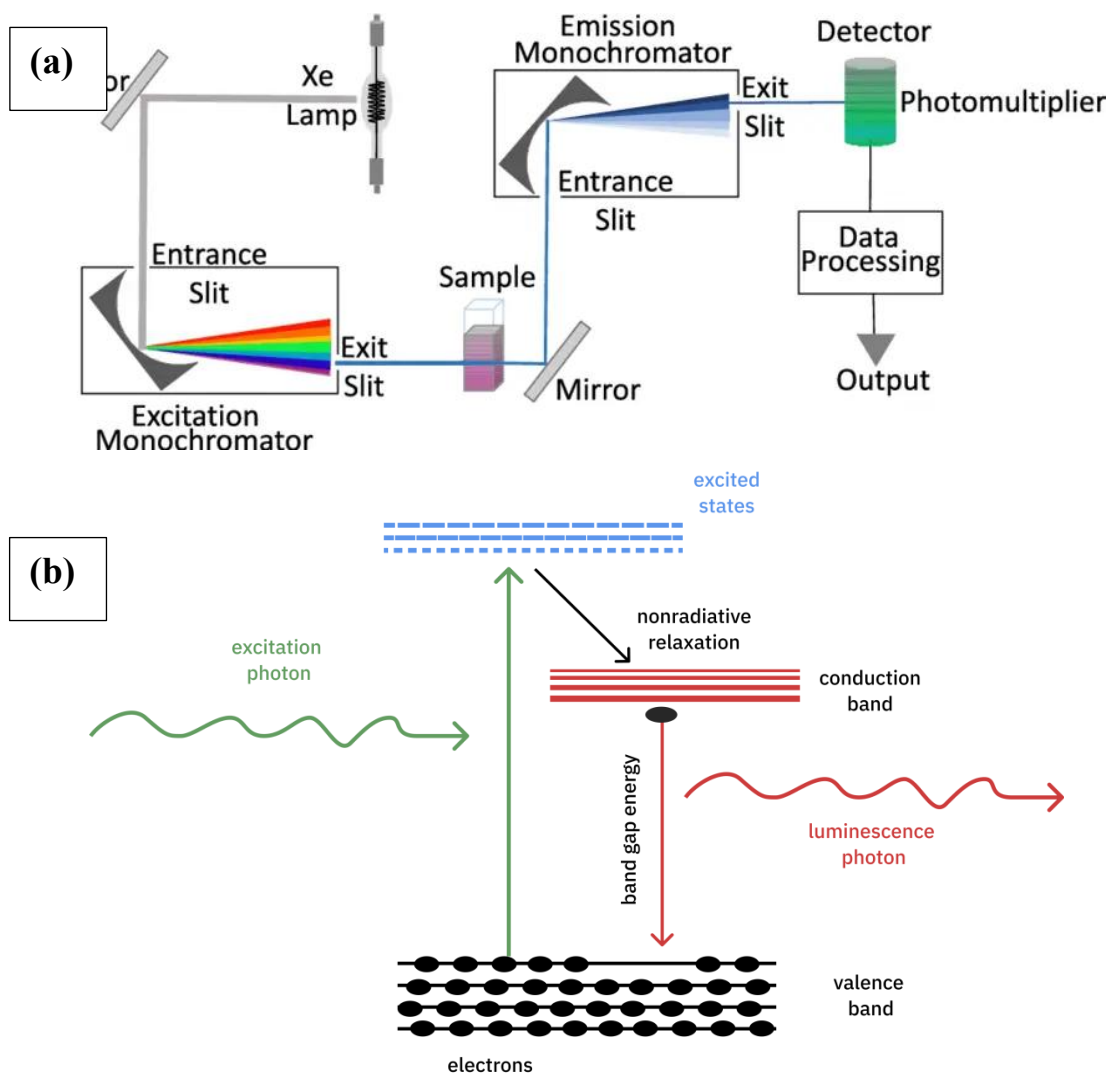 (a)
or
Xe
Lamp
Emission
Monochromator
Exit
Slit
Entrance
Slit
Detector
Photomultiplier
Data
Processing
Output
Entrance
Slit
Exit
Slit
Excitation
Monochromator
Sample
Mirror
(b)
excited
states
nonradiative
relaxation
excitation
photon
conduction
band
band gap energy
luminescence
photon
valence
band
electrons